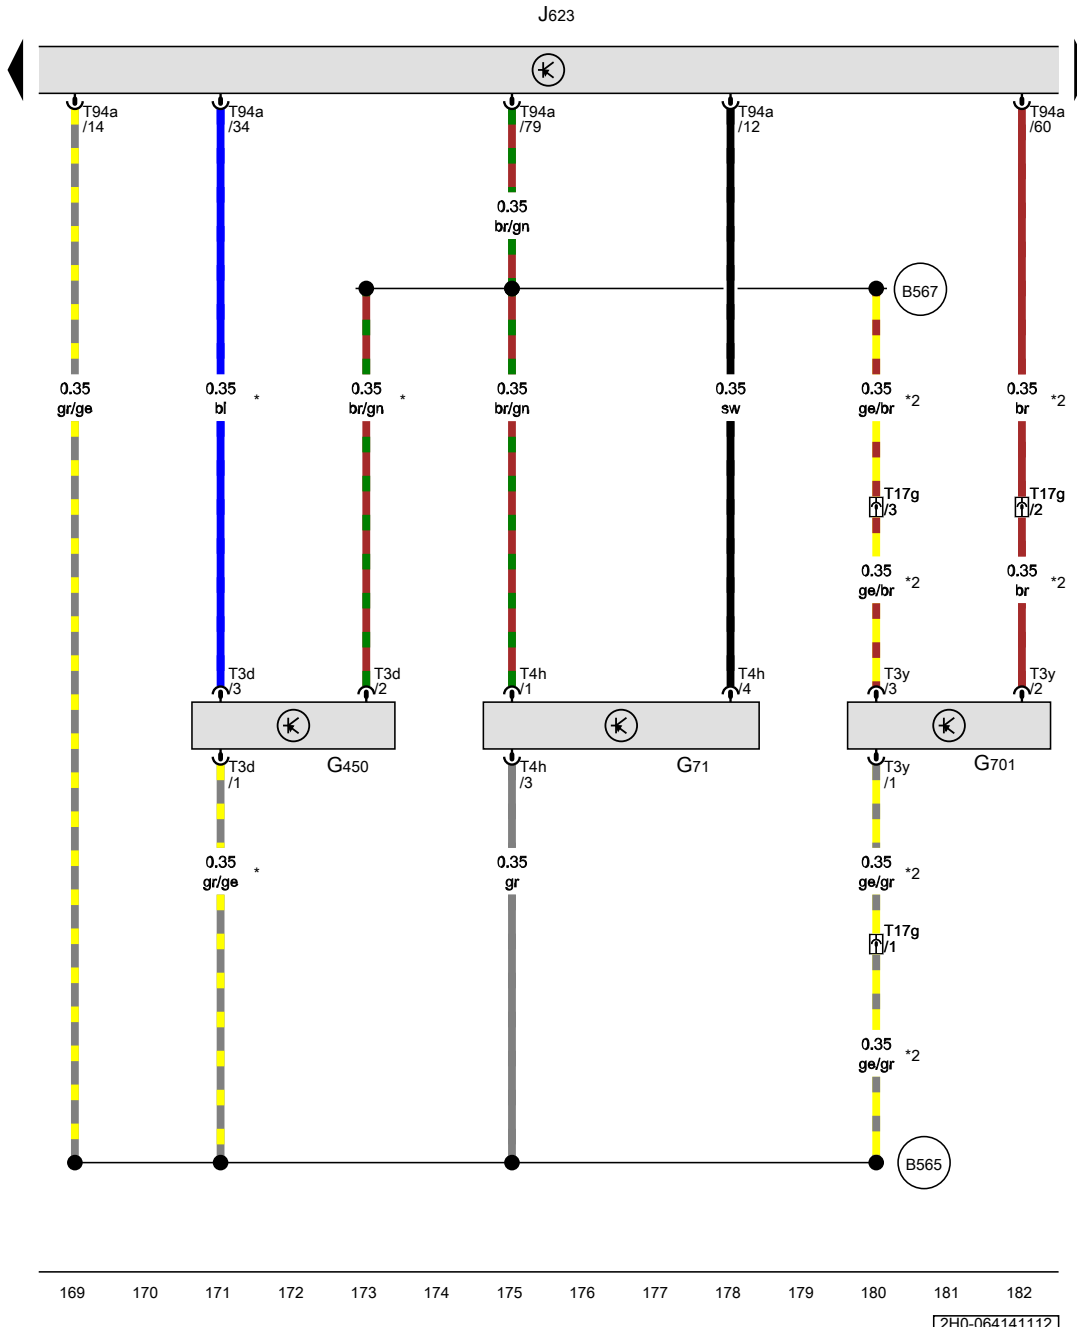 J623
T94a
/14
T94a
/34
T94a
/79
T94a
/12
T94a
/60
0.35
br/gn
B567
0.35
gr/ge
0.35
bl
*
0.35
br/gn
*
0.35
br/gn
0.35
sw
0.35
ge/br
*2
0.35
br
*2
T17g
/3
T17g
/2
0.35
ge/br
*2
0.35
br
*2
T3d
/3
T3d
/2
T4h
/1
T4h
/4
T3y
/3
T3y
/2
T3d
/1
G450
T4h
/3
G71
T3y
/1
G701
0.35
gr/ge
*
0.35
gr
0.35
ge/gr
*2
T17g
/1
0.35
ge/gr
*2
B565
169 170 171 172 173 174 175 176 177 178 179 180 181 182
2H0-064141112